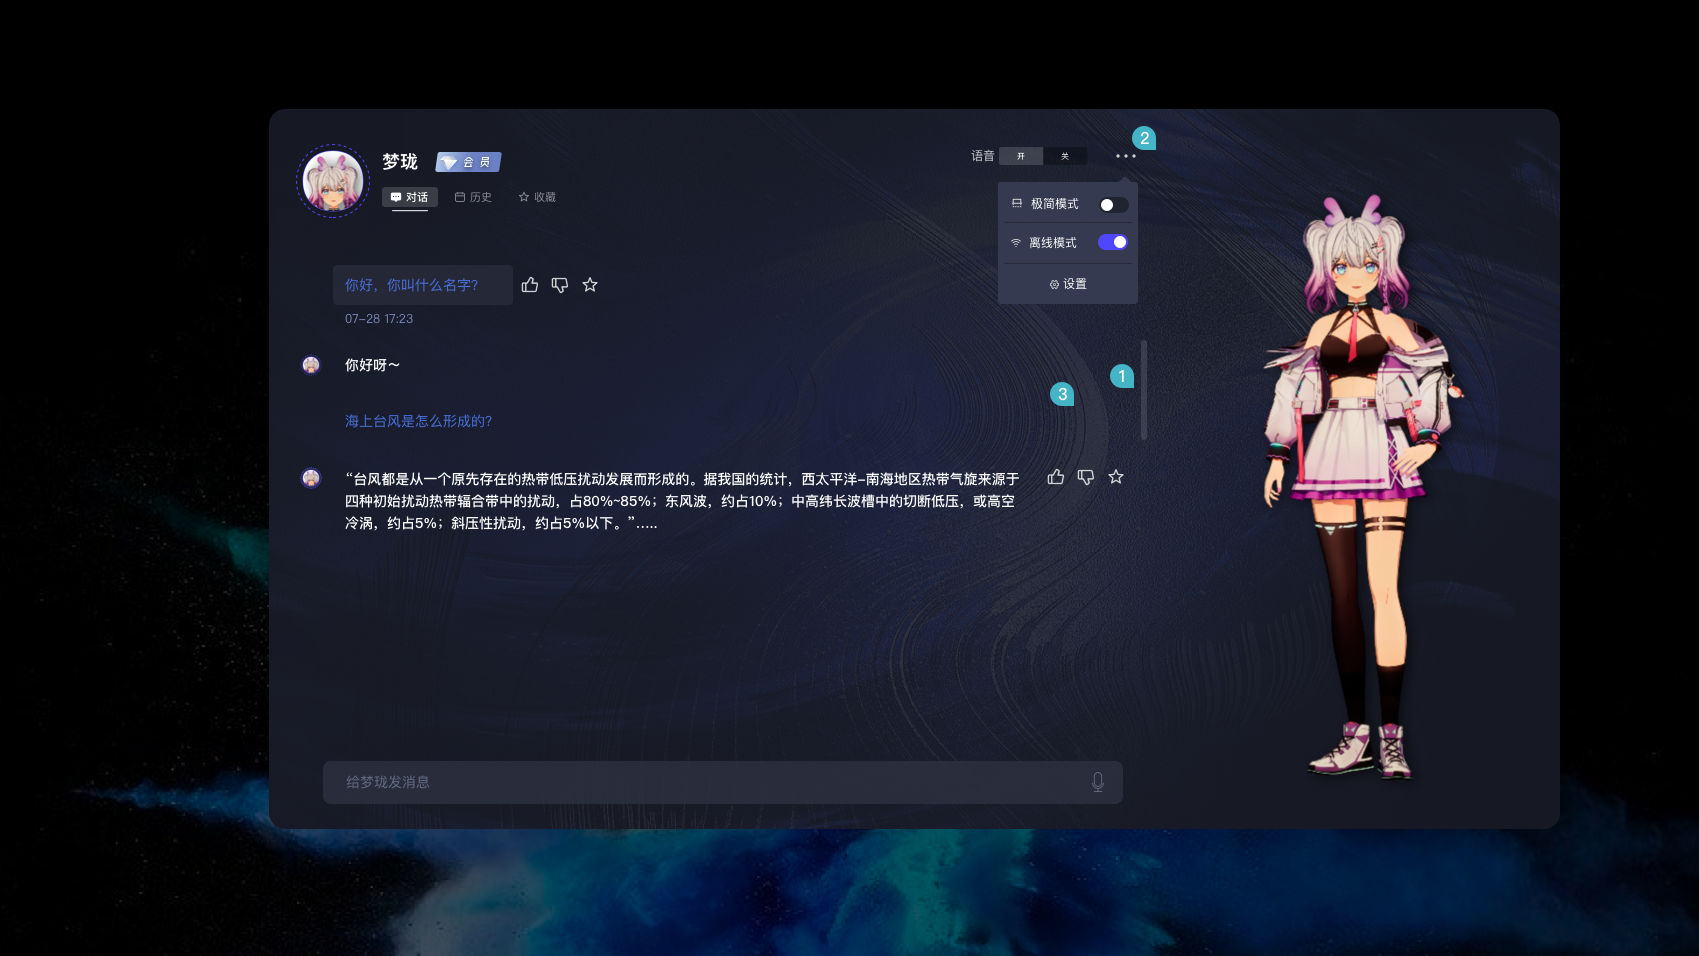 梦珑
会 员
语音 开 关
2
对话 历史 收藏
极简模式
离线模式
设置
你好，你叫什么名字?
07-28 17:23
你好呀~
1
3
海上台风是怎么形成的?
“台风都是从一个原先存在的热带低压扰动发展而形成的。据我国的统计，西太平洋-南海地区热带气旋来源于
四种初始扰动热带辐合带中的扰动，占80%~85%；东风波，约占10%；中高纬长波槽中的切断低压，或高空
冷涡，约占5%；斜压性扰动，约占5%以下。”.....
给梦珑发消息